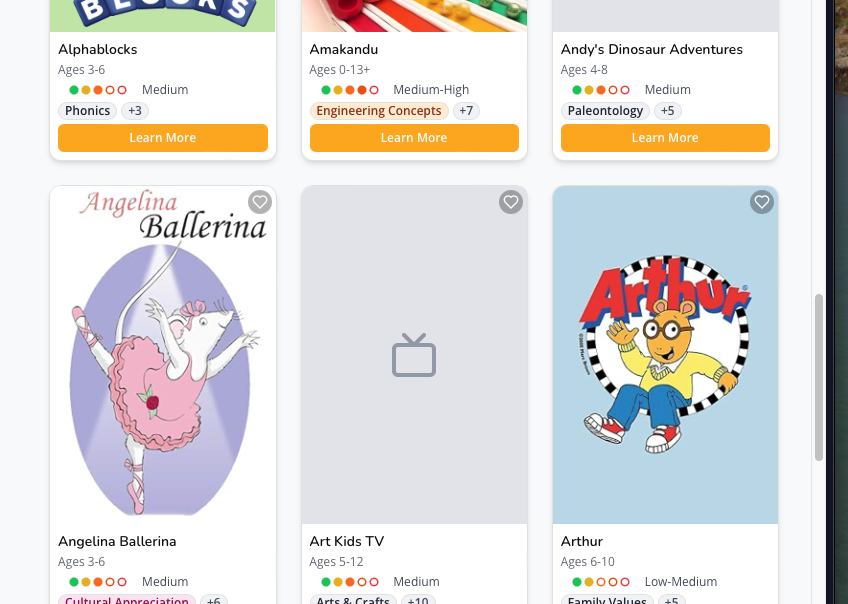 BLOCKS
Alphablocks
Ages 3-6
Medium
Phonics +3
Learn More
Amakandu
Ages 0-13+
Medium-High
Engineering Concepts +7
Learn More
Andy's Dinosaur Adventures
Ages 4-8
Medium
Paleontology +5
Learn More
Angelina
Ballerina
Angelina Ballerina
Ages 3-6
Medium
Cultural Appreciation +6
Art Kids TV
Ages 5-12
Medium
Arts & Crafts +10
Arthur
®
Arthur
Ages 6-10
Low-Medium
Family Values +5